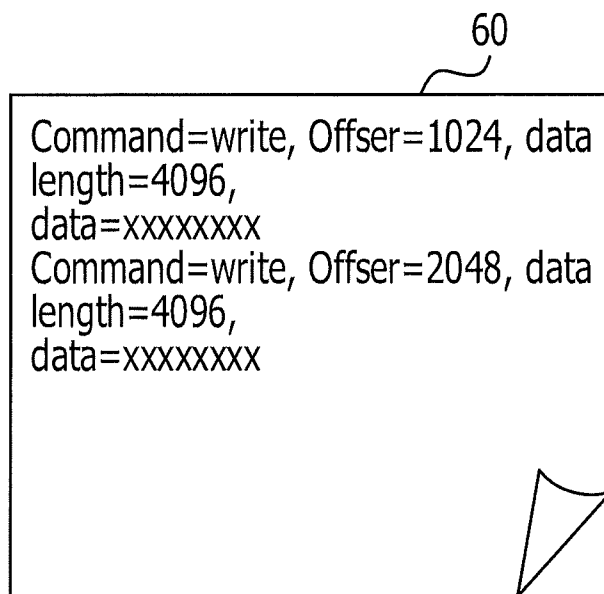 60
Command=write, Offser=1024, data
length=4096,
data=xxxxxxxx
Command=write, Offser=2048, data
length=4096,
data=xxxxxxxx